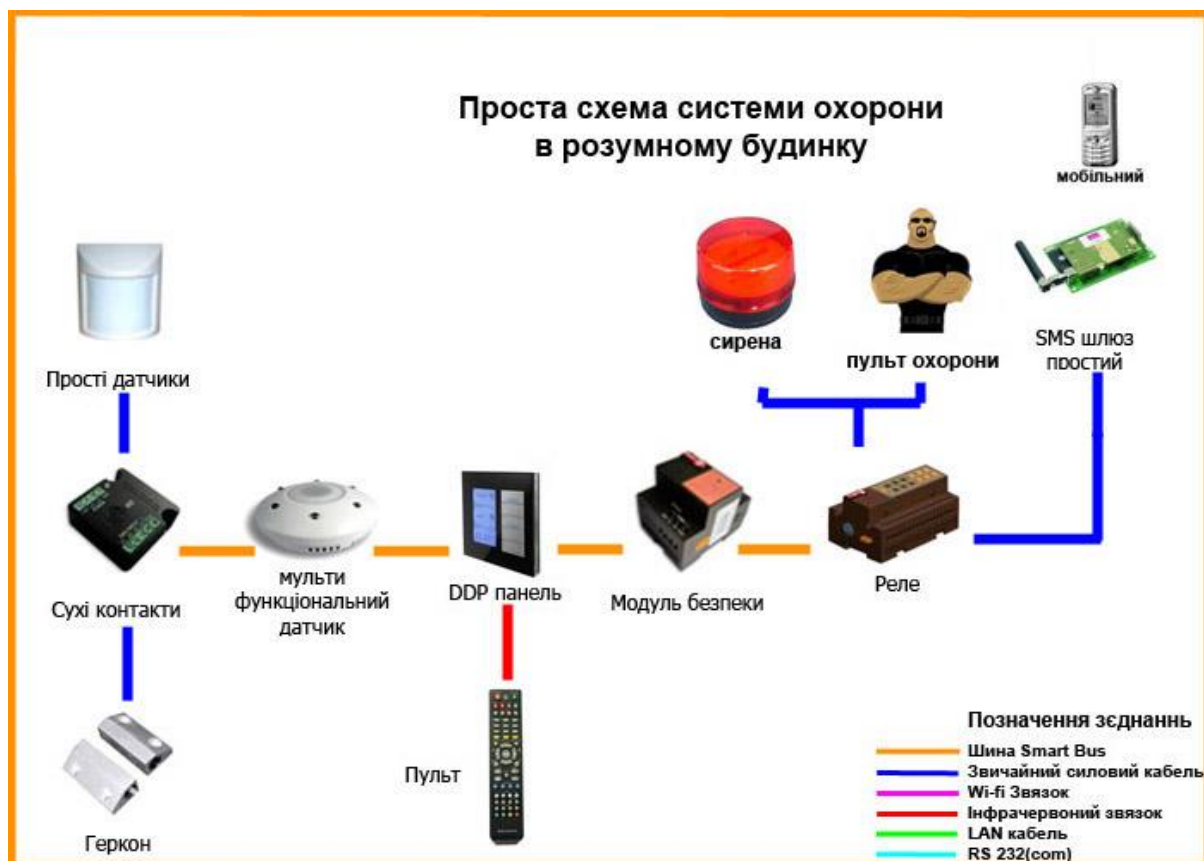 Проста схема системи охорони
в розумному будинку
мобільний
сирена
пульт охорони
SMS шлюз
простий
Прості датчики
Сухі контакти
мульти
функціональний
датчик
DDP панель
Модуль безпеки
Реле
Геркон
Пульт
Позначення зєднаннь
Шина Smart Bus
Звичайний силовий кабель
Wi-fi Звязок
Інфрачервоний звязок
LAN кабель
RS 232(com)